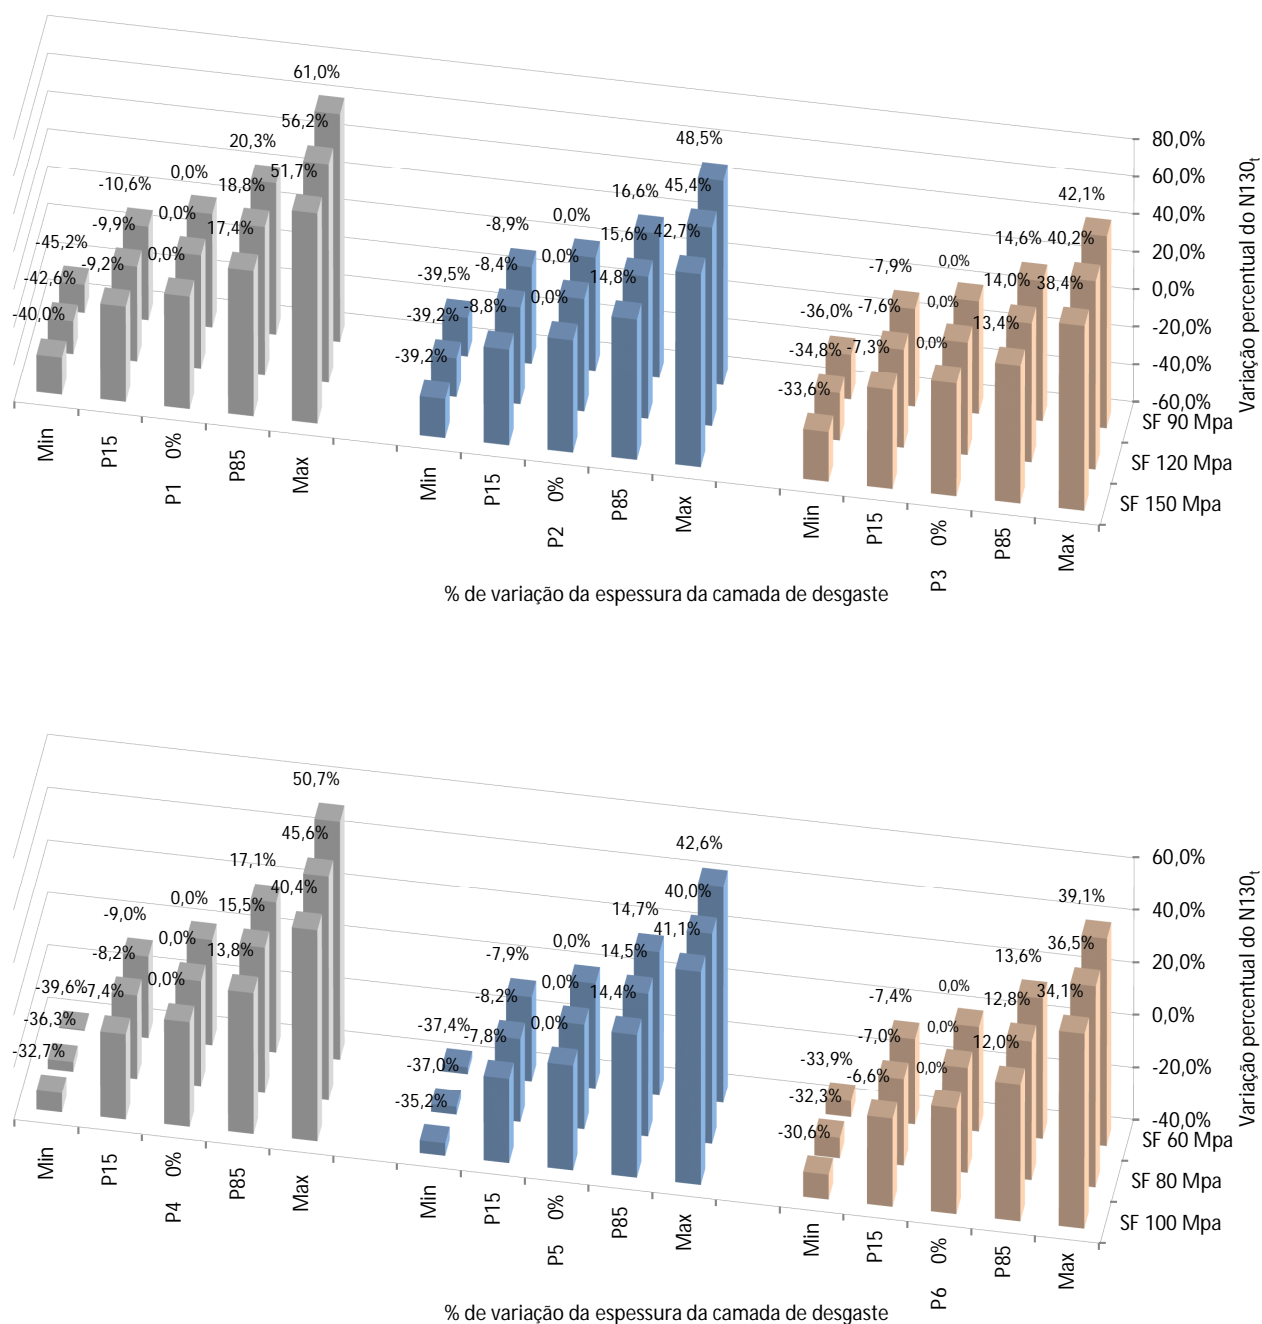 61,0%
56,2%
20,3%
51,7%
0,0%
18,8%
-10,6%
0,0%
17,4%
-9,9%
0,0%
-45,2%
-9,2%
-42,6%
-40,0%
48,5%
16,6%
45,4%
0,0%
15,6%
42,7%
-8,9%
0,0%
14,8%
-8,4%
0,0%
-39,5%
-8,8%
-39,2%
-39,2%
42,1%
14,6%
40,2%
0,0%
14,0%
38,4%
-7,9%
0,0%
13,4%
-7,6%
0,0%
-36,0%
-7,3%
-34,8%
-33,6%
80,0%
60,0%
40,0%
20,0%
0,0%
-20,0%
-40,0%
-60,0%
Variação percentual do N130t
SF 90 Mpa
SF 120 Mpa
SF 150 Mpa
Min
P15
0%
P85
Max
P1
Min
P15
0%
P85
Max
P2
Min
P15
0%
P85
Max
P3
% de variação da espessura da camada de desgaste
50,7%
45,6%
17,1%
40,4%
0,0%
15,5%
-9,0%
0,0%
13,8%
-8,2%
0,0%
-39,6%
-7,4%
-36,3%
-32,7%
42,6%
14,7%
40,0%
0,0%
14,5%
41,1%
-7,9%
0,0%
14,4%
-8,2%
0,0%
-37,4%
-7,8%
-37,0%
-35,2%
39,1%
13,6%
36,5%
0,0%
12,8%
34,1%
-7,4%
0,0%
12,0%
-7,0%
0,0%
-33,9%
-6,6%
-32,3%
-30,6%
60,0%
40,0%
20,0%
0,0%
-20,0%
-40,0%
Variação percentual do N130t
SF 60 Mpa
SF 80 Mpa
SF 100 Mpa
Min
P15
0%
P85
Max
P4
Min
P15
0%
P85
Max
P5
Min
P15
0%
P85
Max
P6
% de variação da espessura da camada de desgaste